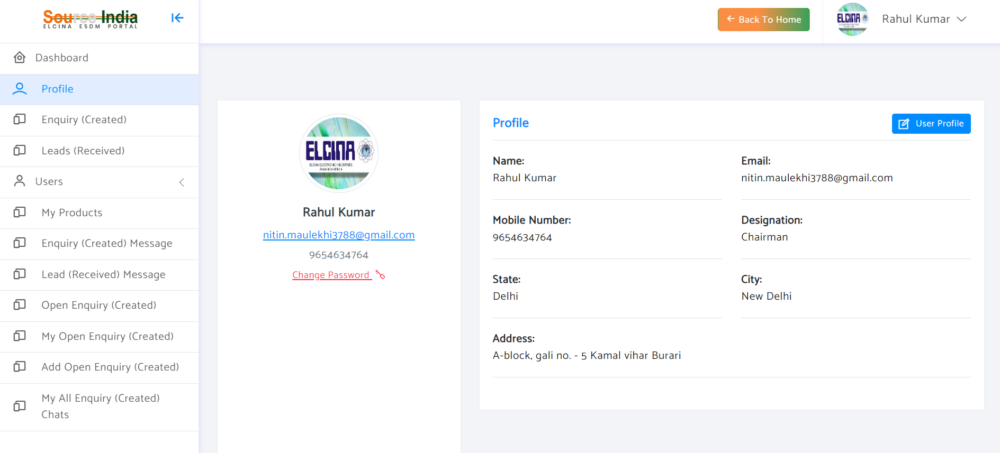 Source India
ELCINA ESDM PORTAL
Back To Home
ELCINA
Rahul Kumar
Dashboard
Profile
Enquiry (Created)
Leads (Received)
Users
My Products
Enquiry (Created) Message
Lead (Received) Message
Open Enquiry (Created)
My Open Enquiry (Created)
Add Open Enquiry (Created)
My All Enquiry (Created)
Chats
ELCINA
ELCINA ELECTRONIC INDUSTRIES
Association of India
Rahul Kumar
nitin.maulekhi3788@gmail.com
9654634764
Change Password
Profile
User Profile
Name:
Rahul Kumar
Email:
nitin.maulekhi3788@gmail.com
Mobile Number:
9654634764
Designation:
Chairman
State:
Delhi
City:
New Delhi
Address:
A-block, gali no. - 5 Kamal vihar Burari